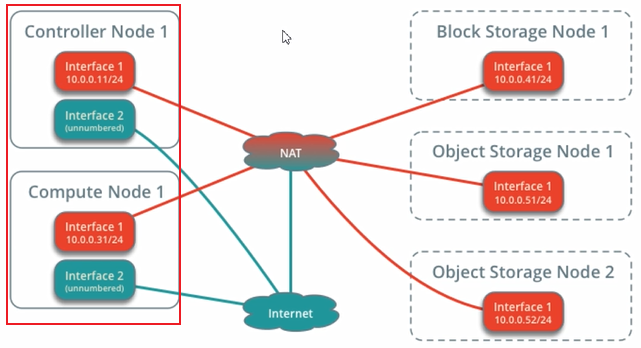 Controller Node 1
Interface 1
10.0.0.11/24
Interface 2
(unnumbered)
Compute Node 1
Interface 1
10.0.0.31/24
Interface 2
(unnumbered)
NAT
Internet
Block Storage Node 1
Interface 1
10.0.0.41/24
Object Storage Node 1
Interface 1
10.0.0.51/24
Object Storage Node 2
Interface 1
10.0.0.52/24